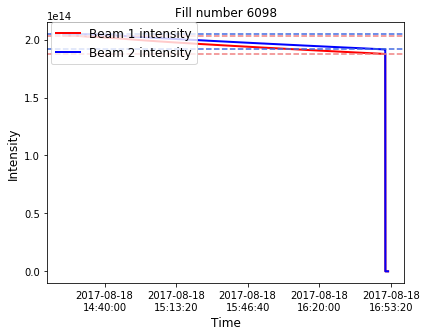 Fill number 6098
1e14
Beam 1 intensity
Beam 2 intensity
2.0
1.5
1.0
0.5
0.0
Intensity
2017-08-18 2017-08-18 2017-08-18 2017-08-18 2017-08-18
14:40:00 15:13:20 15:46:40 16:20:00 16:53:20
Time